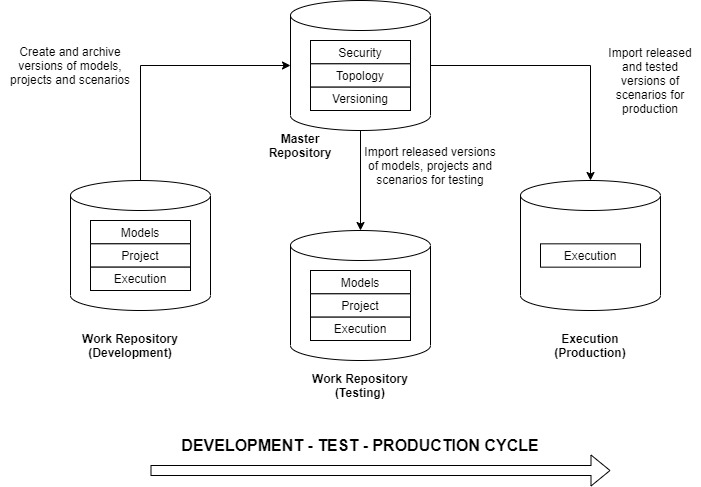 Create and archive
versions of models,
projects and scenarios
Security
Topology
Versioning
Master
Repository
Import released
and tested
versions of
scenarios for
production
Import released versions
of models, projects and
scenarios for testing
Models
Project
Execution
Work Repository
(Development)
Models
Project
Execution
Work Repository
(Testing)
Execution
Execution
(Production)
DEVELOPMENT - TEST - PRODUCTION CYCLE